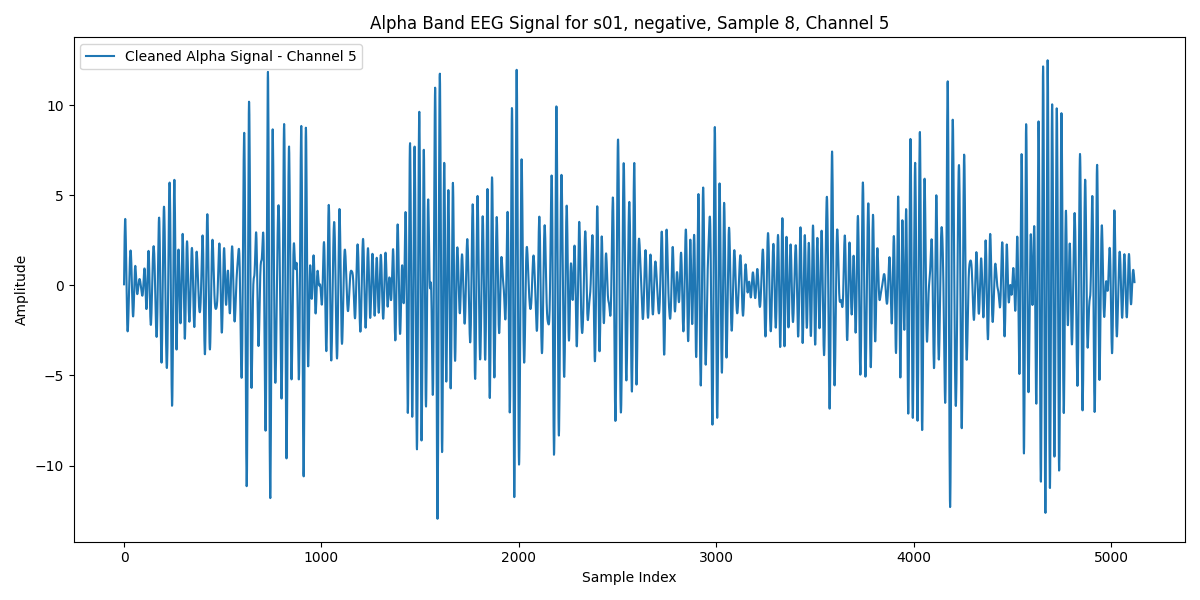 Alpha Band EEG Signal for s01, negative, Sample 8, Channel 5
Cleaned Alpha Signal - Channel 5
Amplitude
10
5
0
−5
−10
0 1000 2000 3000 4000 5000
Sample Index